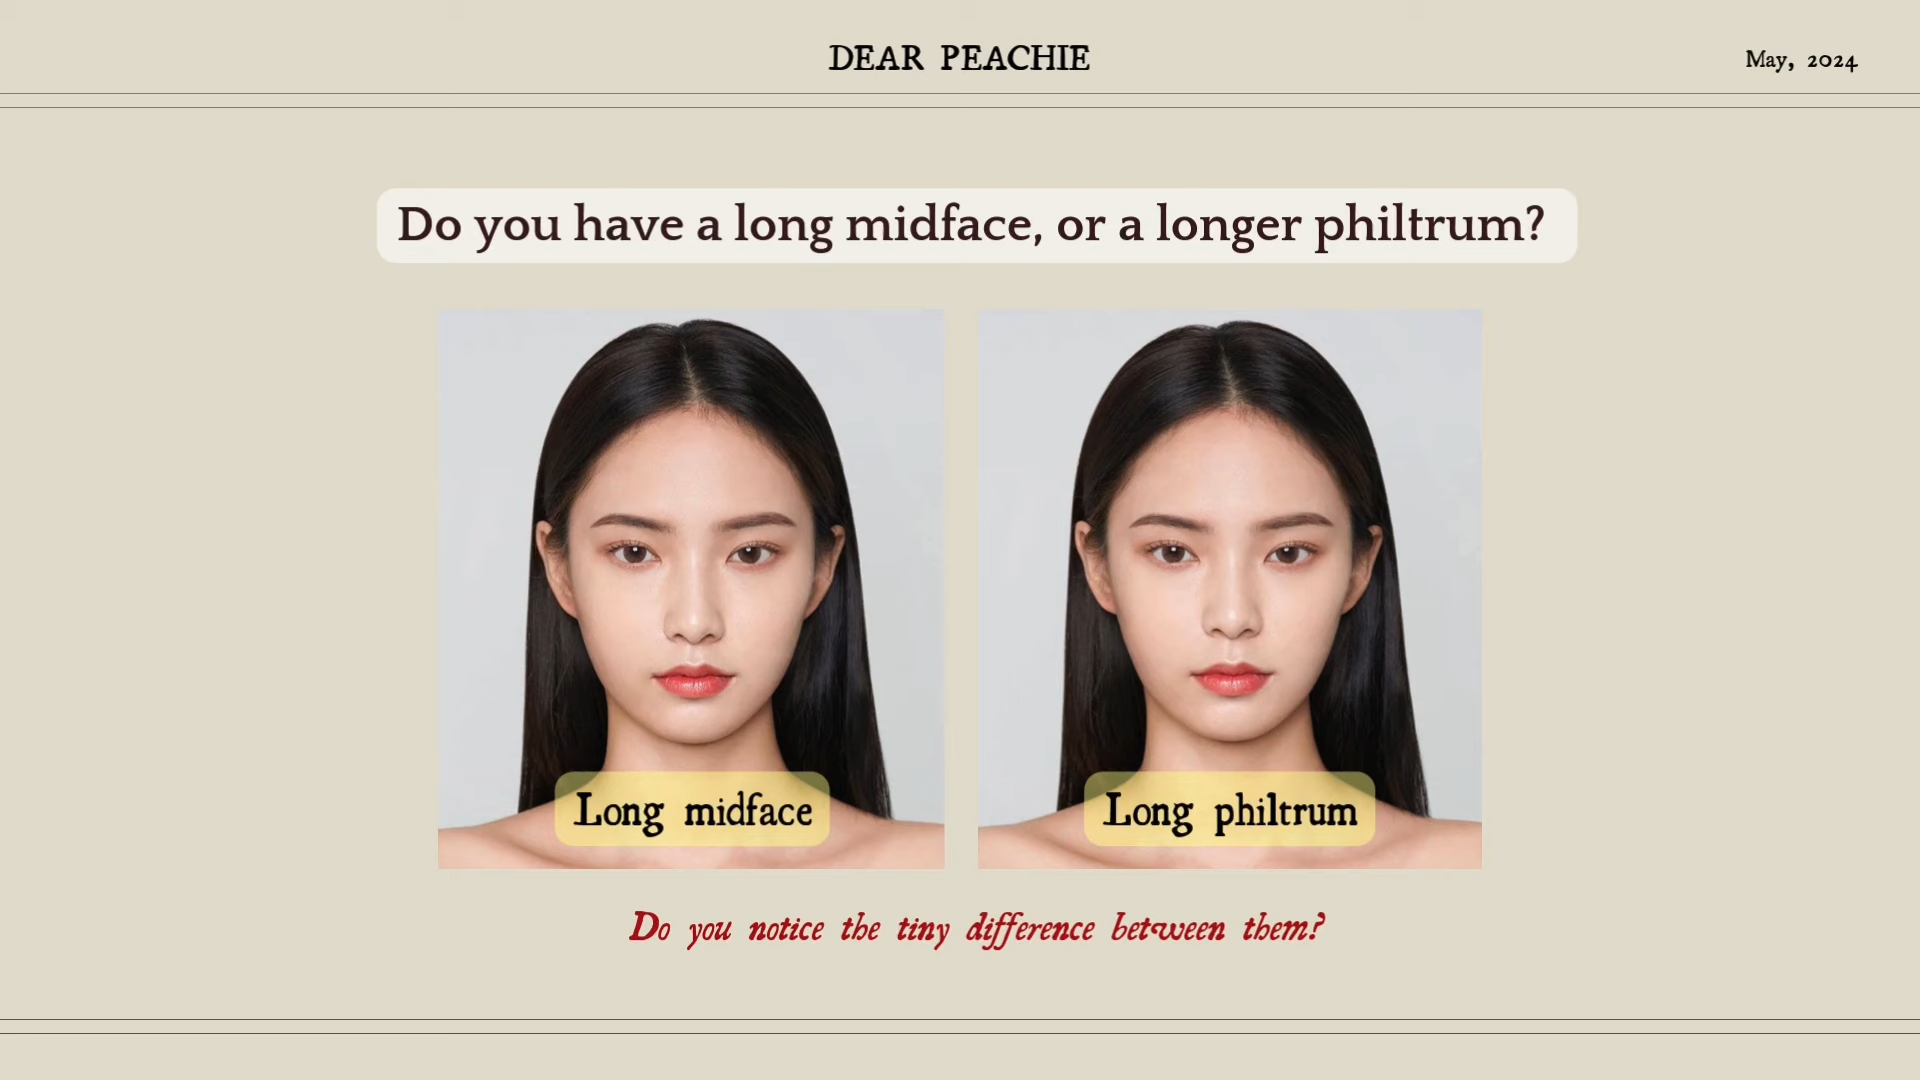 DEAR PEACHIE
May, 2024
Do you have a long midface, or a longer philtrum?
Long midface
Long philtrum
Do you notice the tiny difference between them?